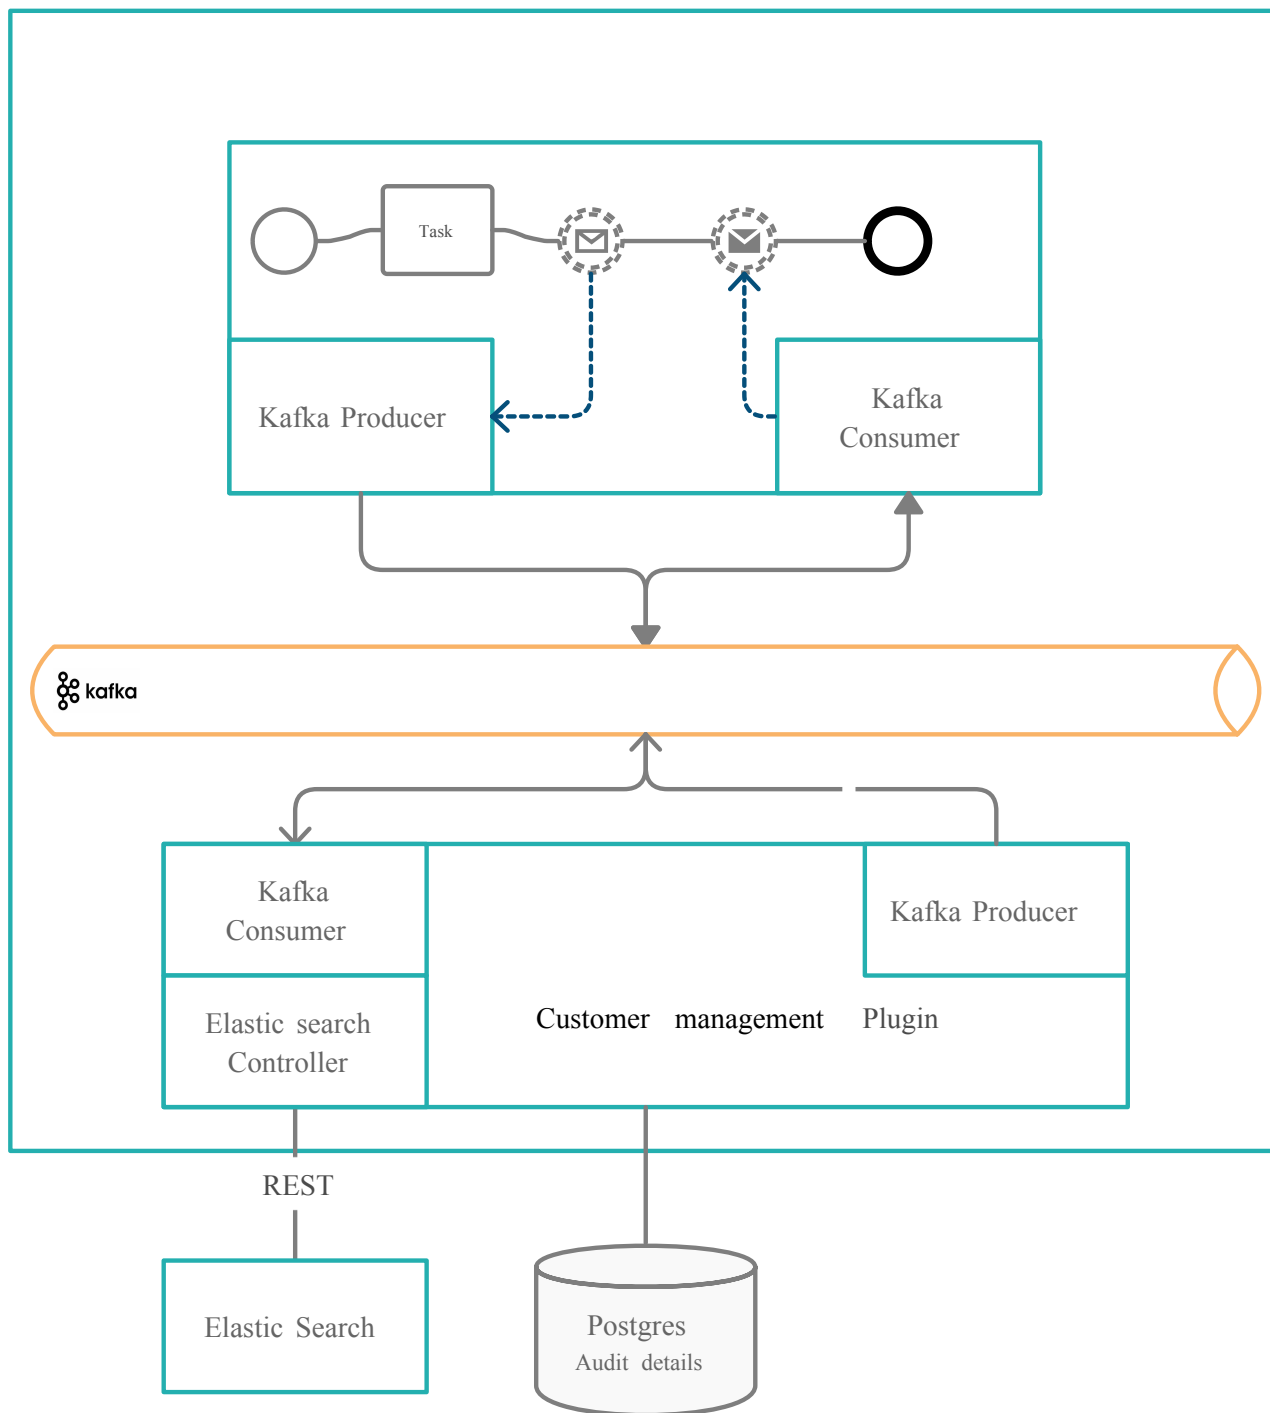 Task
Kafka Producer
Kafka
Consumer
kafka
Kafka
Consumer
Kafka Producer
Elastic search
Controller
Customer management Plugin
REST
Elastic Search
Postgres
Audit details